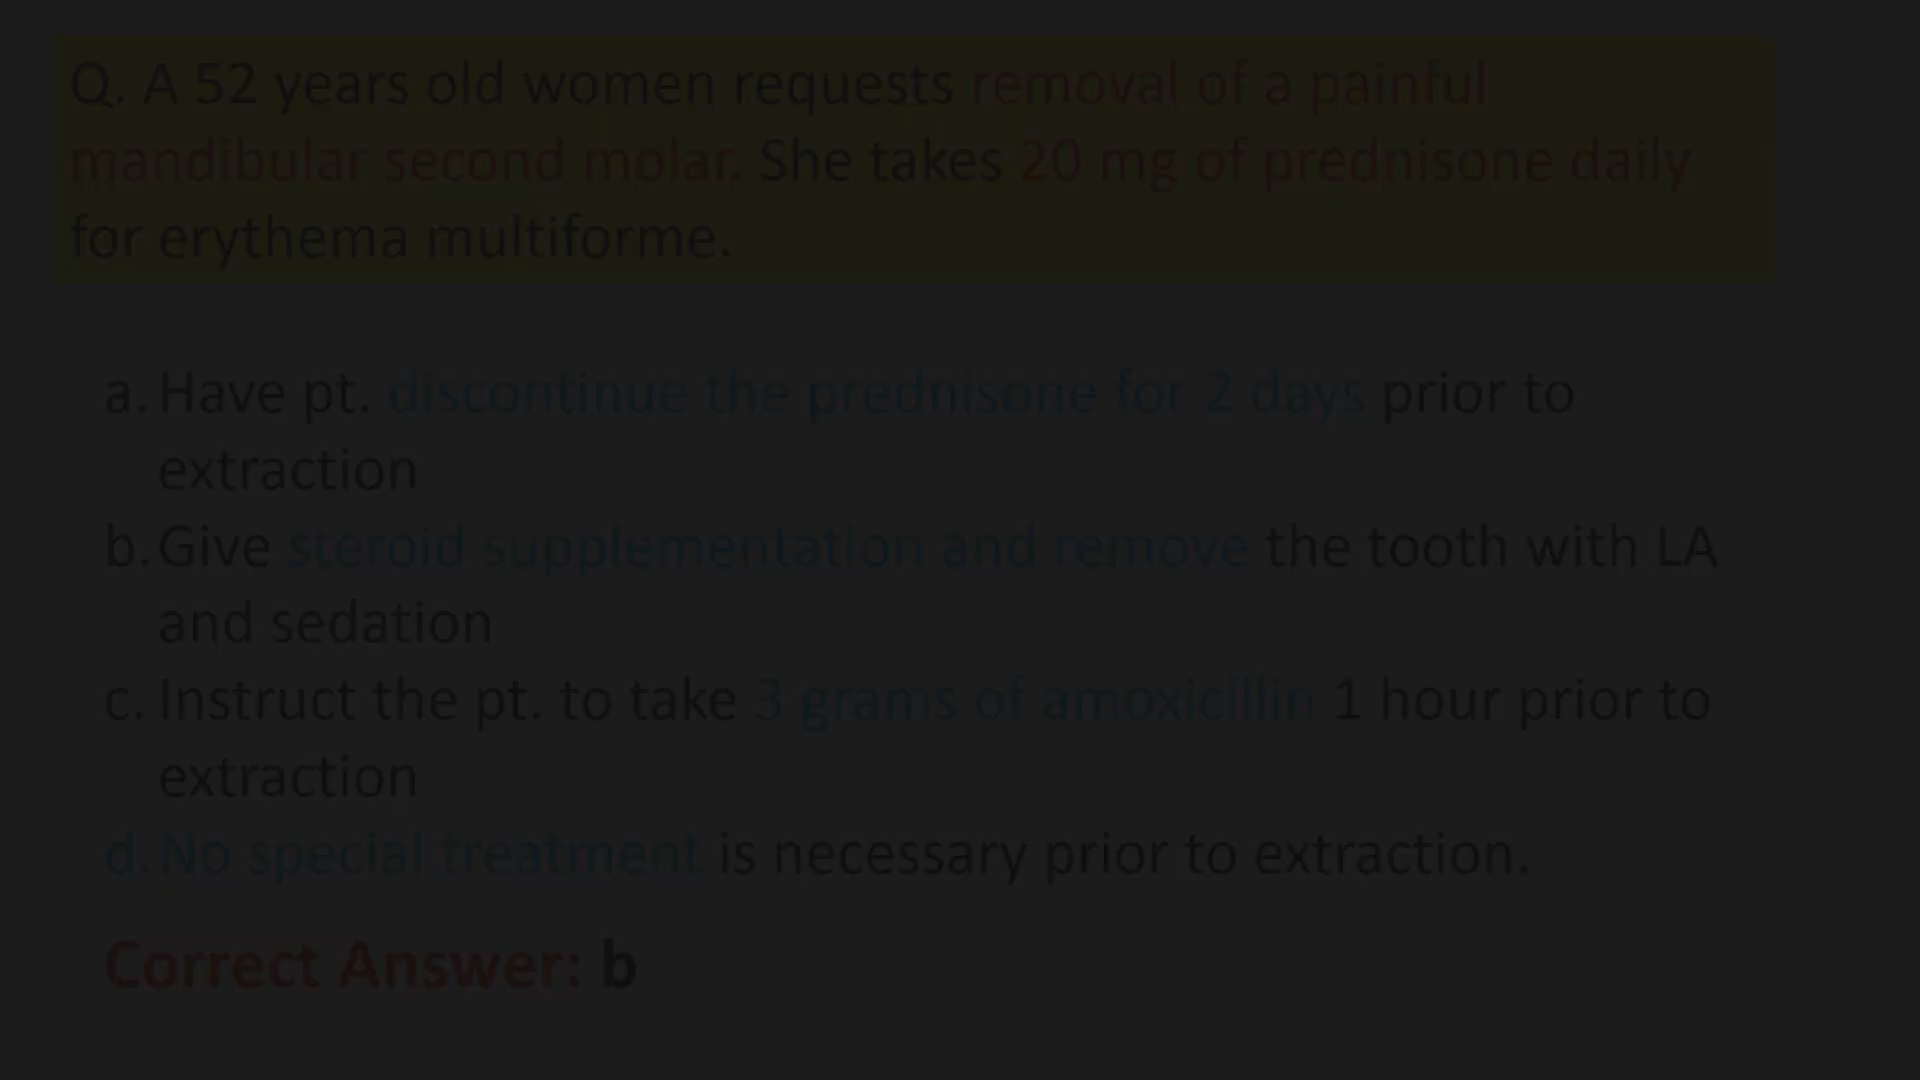 Q. A 52 years old women requests removal of a painful
mandibular second molar. She takes 20 mg of prednisone daily
for erythema multiforme.
a. Have pt. discontinue the prednisone for 2 days prior to
extraction
b. Give steroid supplementation and remove the tooth with LA
and sedation
c. Instruct the pt. to take 3 grams of amoxicillin 1 hour prior to
extraction
d. No special treatment is necessary prior to extraction.
Correct Answer: b